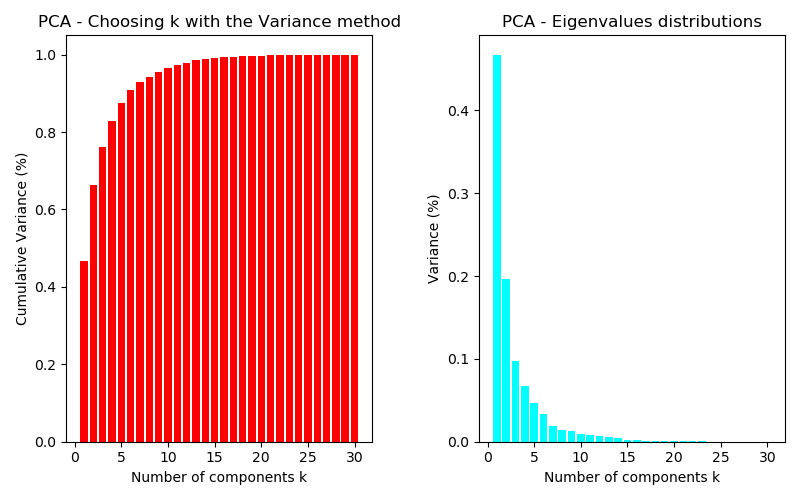 PCA - Choosing k with the Variance method
Cumulative Variance (%)
1.0
0.8
0.6
0.4
0.2
0.0
0 5 10 15 20 25 30
Number of components k
PCA - Eigenvalues distributions
Variance (%)
0.4
0.3
0.2
0.1
0.0
0 5 10 15 20 25 30
Number of components k